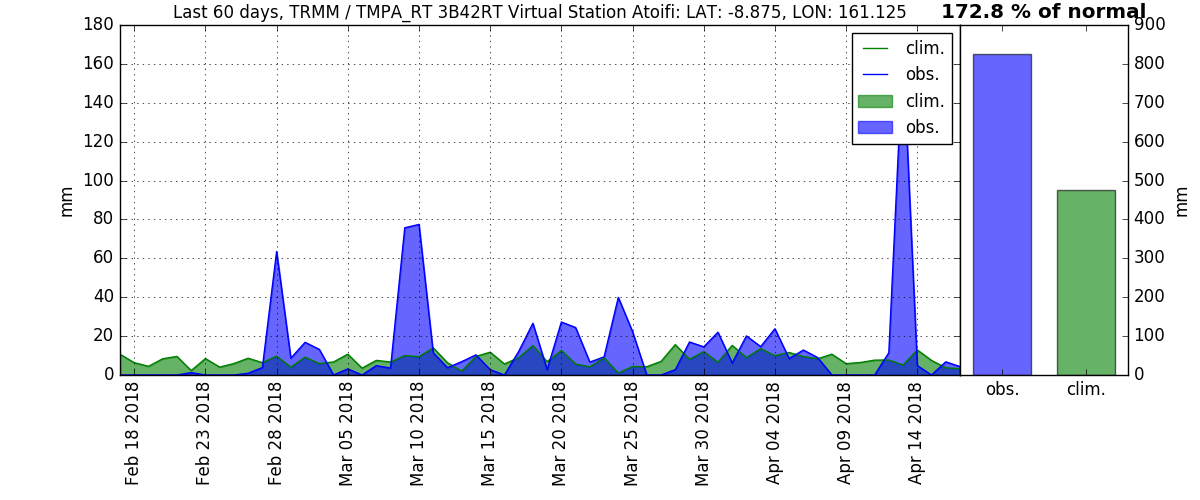 Last 60 days, TRMM / TMPA_RT 3B42RT Virtual Station Atoifi: LAT: -8.875, LON: 161.125
172.8 % of normal
180
160
140
120
100
80
60
40
20
0
mm
clim.
obs.
clim.
obs.
Feb 18 2018
Feb 23 2018
Feb 28 2018
Mar 05 2018
Mar 10 2018
Mar 15 2018
Mar 20 2018
Mar 25 2018
Mar 30 2018
Apr 04 2018
Apr 09 2018
Apr 14 2018
900
800
700
600
500
400
300
200
100
0
mm
obs.
clim.